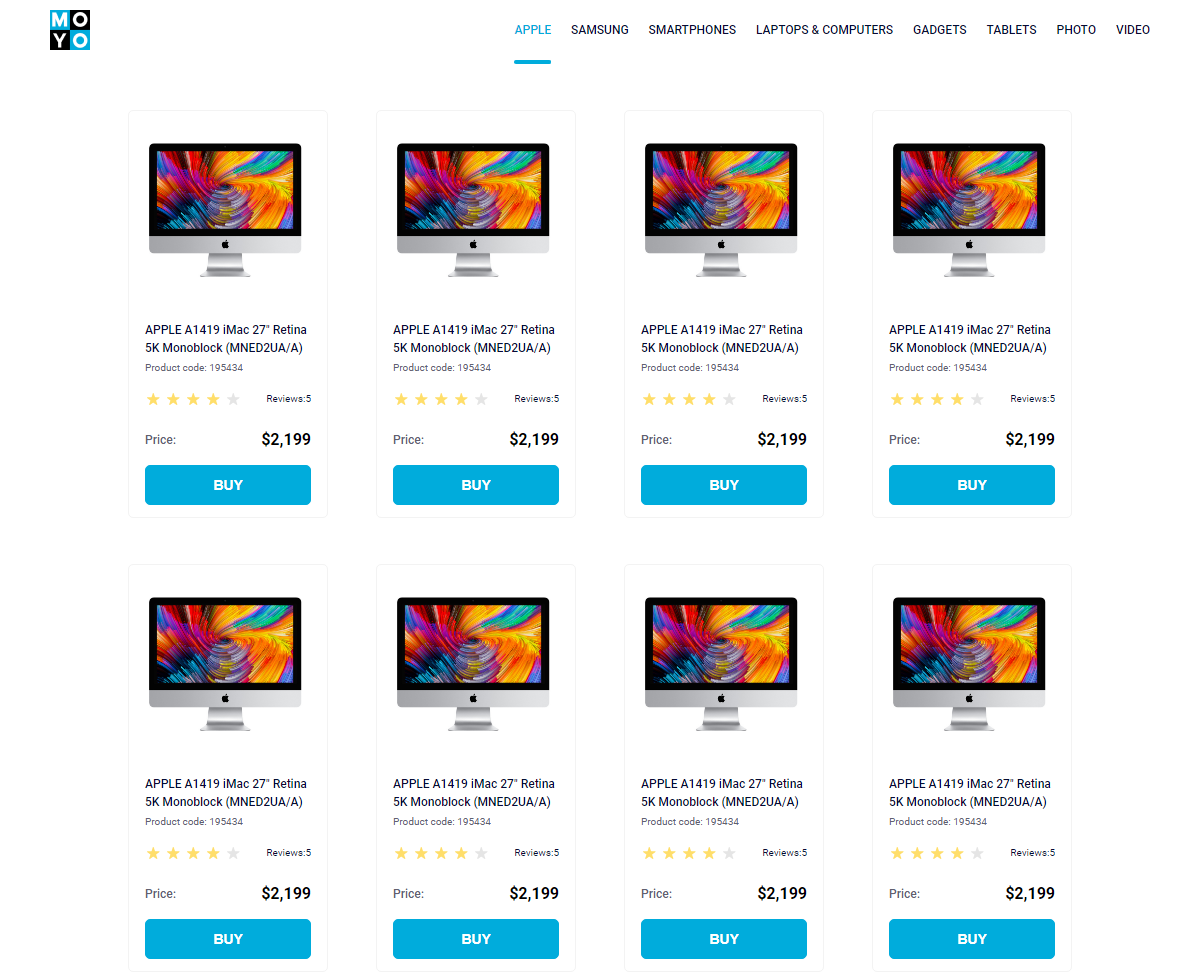 MO
YO
APPLE SAMSUNG SMARTPHONES LAPTOPS & COMPUTERS GADGETS TABLETS PHOTO VIDEO
APPLE A1419 iMac 27" Retina
5K Monoblock (MNED2UA/A)
Product code: 195434
Reviews:5
Price: $2,199
BUY
APPLE A1419 iMac 27" Retina
5K Monoblock (MNED2UA/A)
Product code: 195434
Reviews:5
Price: $2,199
BUY
APPLE A1419 iMac 27" Retina
5K Monoblock (MNED2UA/A)
Product code: 195434
Reviews:5
Price: $2,199
BUY
APPLE A1419 iMac 27" Retina
5K Monoblock (MNED2UA/A)
Product code: 195434
Reviews:5
Price: $2,199
BUY
APPLE A1419 iMac 27" Retina
5K Monoblock (MNED2UA/A)
Product code: 195434
Reviews:5
Price: $2,199
BUY
APPLE A1419 iMac 27" Retina
5K Monoblock (MNED2UA/A)
Product code: 195434
Reviews:5
Price: $2,199
BUY
APPLE A1419 iMac 27" Retina
5K Monoblock (MNED2UA/A)
Product code: 195434
Reviews:5
Price: $2,199
BUY
APPLE A1419 iMac 27" Retina
5K Monoblock (MNED2UA/A)
Product code: 195434
Reviews:5
Price: $2,199
BUY